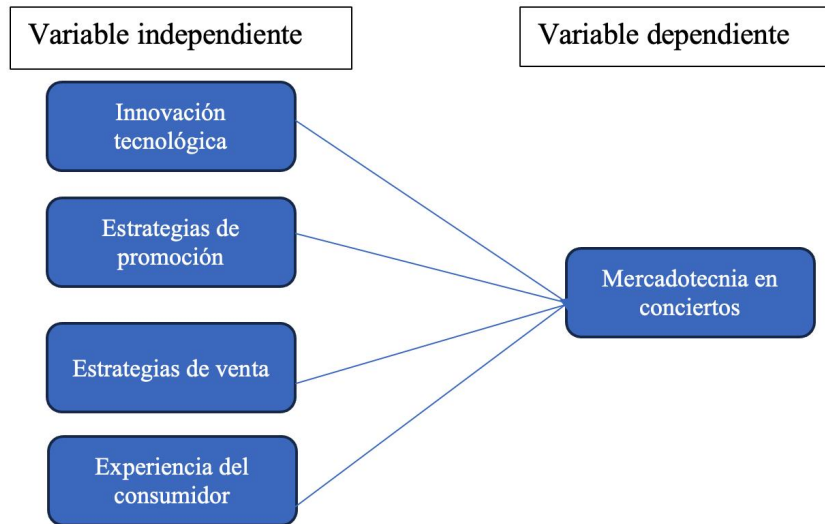 Variable independiente
Variable dependiente
Innovación
tecnológica
Estrategias de
promoción
Mercadotecnia en
conciertos
Estrategias de venta
Experiencia del
consumidor